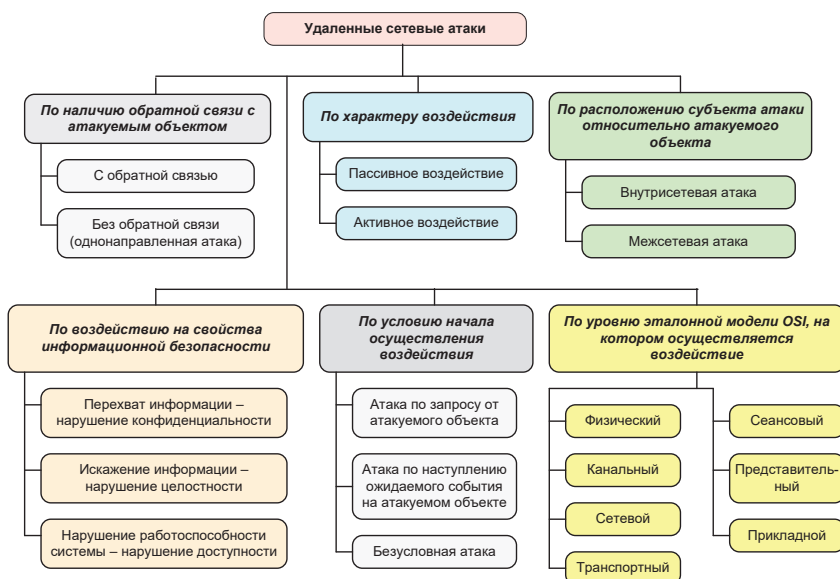 Удаленные сетевые атаки
По наличию обратной связи с
атакуемым объектом
С обратной связью
Без обратной связи
(однонаправленная атака)
По характеру воздействия
Пассивное воздействие
Активное воздействие
По расположению субъекта атаки
относительно атакуемого
объекта
Внутрисетевая атака
Межсетевая атака
По воздействию на свойства
информационной безопасности
Перехват информации –
нарушение конфиденциальности
Искажение информации –
нарушение целостности
Нарушение работоспособности
системы – нарушение доступности
По условию начала
осуществления
воздействия
Атака по запросу от
атакуемого объекта
Атака по наступлению
ожидаемого события
на атакуемом объекте
Безусловная атака
По уровню эталонной модели OSI, на
котором осуществляется
воздействие
Физический
Канальный
Сетевой
Транспортный
Сеансовый
Представитель-
ный
Прикладной